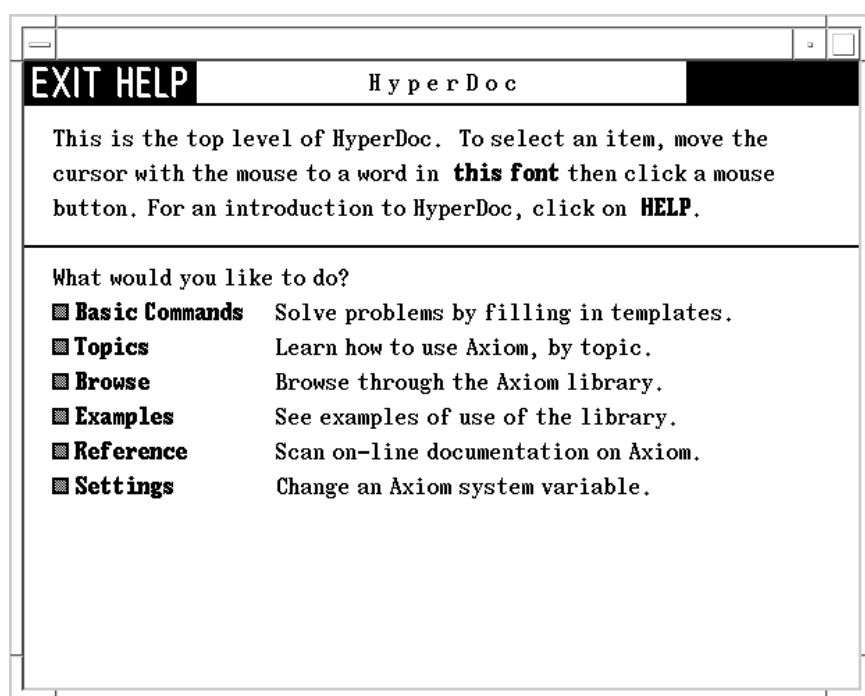 EXIT HELP HyperDoc
This is the top level of HyperDoc. To select an item, move the
cursor with the mouse to a word in this font then click a mouse
button. For an introduction to HyperDoc, click on HELP.
What would you like to do?
Basic Commands Solve problems by filling in templates.
Topics Learn how to use Axiom, by topic.
Browse Browse through the Axiom library.
Examples See examples of use of the library.
Reference Scan on-line documentation on Axiom.
Settings Change an Axiom system variable.